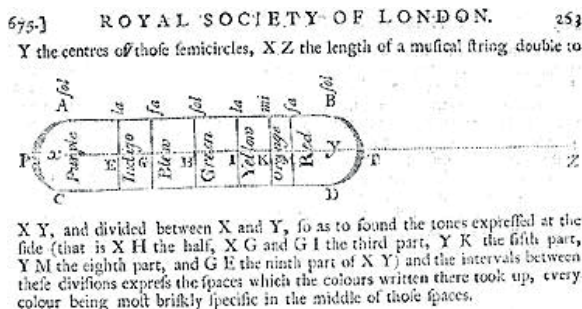 675.] ROYAL SOCIETY OF LONDON. 263
Y the centres of thoſe ſemicircles, X Z the length of a muſical ſtring double to
ſol la fa ſol la mi fa ſol
A B
P x Purple E Indigo G Blew H Green I Yellow K Orange Red y T Z
C D
X Y, and divided between X and Y, ſo as to ſound the tones expreſſed at the
ſide (that is X H the half, X G and G I the third part, Y K the fifth part,
Y M the eighth part, and G E the ninth part of X Y) and the intervals between
theſe diviſions expreſs the ſpaces which the colours written there took up, every
colour being moſt briſkly ſpecific in the middle of thoſe ſpaces.